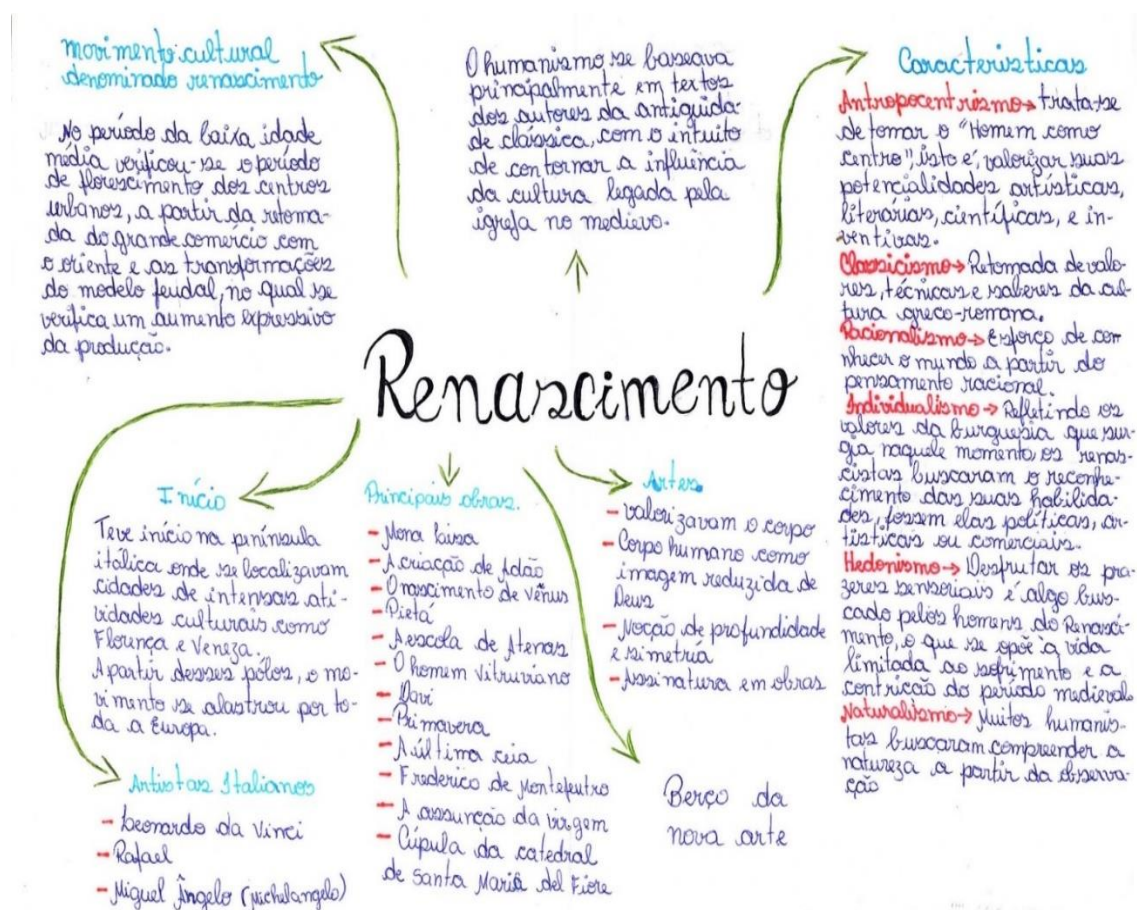 movimento cultural
denominado renascimento
No período da baixa idade
média verificou-se o período
de florescimento dos centros
urbanos, a partir da retoma-
da do grande comércio com
o oriente e as transformações
do modelo feudal, no qual se
verifica um aumento expressivo
da produção.
O humanismo se baseava
principalmente em textos
dos autores da antiguida-
de clássica, com o intuito
de contornar a influência
da cultura legada pela
igreja no medievo.
Características
Antropocentrismo → trata-se
de tomar o "Homem como
centro", isto é, valorizar suas
potencialidades artísticas,
literárias, científicas, e in-
ventivas.
Classicismo → Retomada de valo-
res, técnicas e saberes da cul-
tura greco-romana.
Racionalismo → Esforço de con-
hecer o mundo a partir do
pensamento racional.
Individualismo → Refletindo os
valores da burguesia que sur-
gia naquele momento os renas-
cistas buscaram o reconhe-
cimento das suas habilida-
des, fossem elas políticas, ar-
tísticas ou comerciais.
Hedonismo → Desfrutar os pra-
zeres sensoriais é algo bus-
cado pelos homens do Renasci-
mento, o que se opõe à vida
limitada ao sofrimento e a
contricção do período medieval.
Naturalismo → Muitos humanis-
tas buscaram compreender a
natureza a partir da observa-
ção
Renascimento
Início
Teve início na península
itálica onde se localizavam
cidades de intensas ati-
vidades culturais como
Florença e Veneza.
A partir desses pólos, o mo-
vimento se alastrou por to-
da a Europa.
Artistas Italianos
- Leonardo da Vinci
- Rafael
- Miguel Ângelo (Michelangelo)
Principais obras.
- Mona Lisa
- A criação de Adão
- O nascimento de vênus
- Pietá
- A escola de Atenas
- O homem vitruviano
- Davi
- Primavera
- A última ceia
- Frederico de Montefeutro
- A assunção da virgem
- Cúpula da catedral
de Santa Mariâ del Fiore
Artes
- valorizavam o corpo
- Corpo humano como
imagem reduzida de
Deus
- Noção de profundidade
e simetria
- Assinatura em obras
Berço da
nova arte